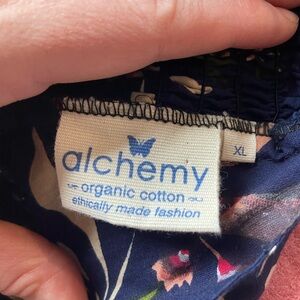 alchemy
organic cotton
ethically made fashion
XL